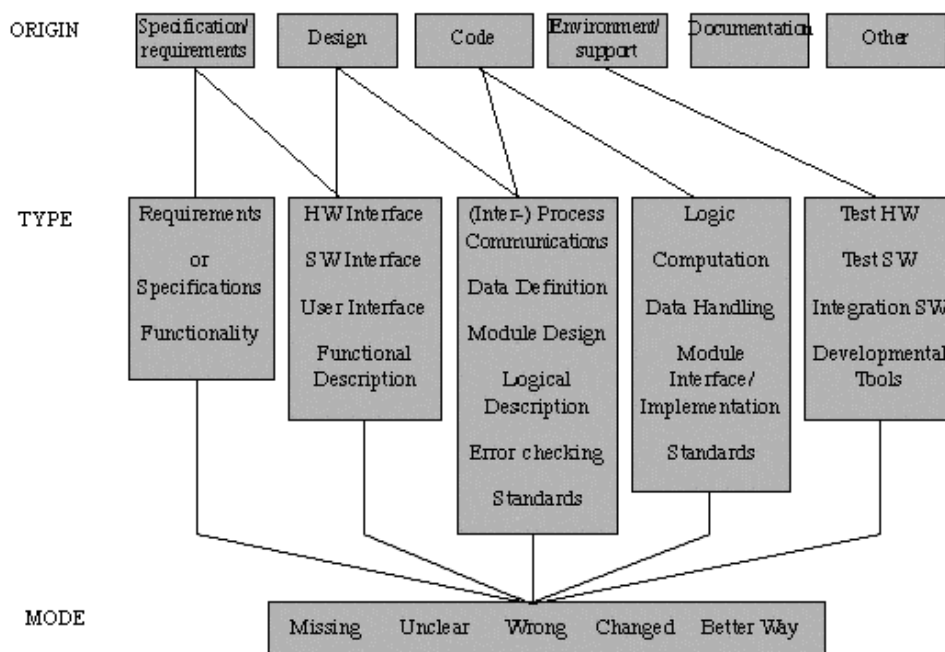 ORIGIN
Specification/
requirements
Design
Code
Environment/
support
Documentation
Other
TYPE
Requirements
or
Specifications
Functionality
HW Interface
SW Interface
User Interface
Functional
Description
(Inter-) Process
Communications
Data Definition
Module Design
Logical
Description
Error checking
Standards
Logic
Computation
Data Handling
Module
Interface/
Implementation
Standards
Test HW
Test SW
Integration SW
Developmental
Tools
MODE
Missing Unclear Wrong Changed Better Way